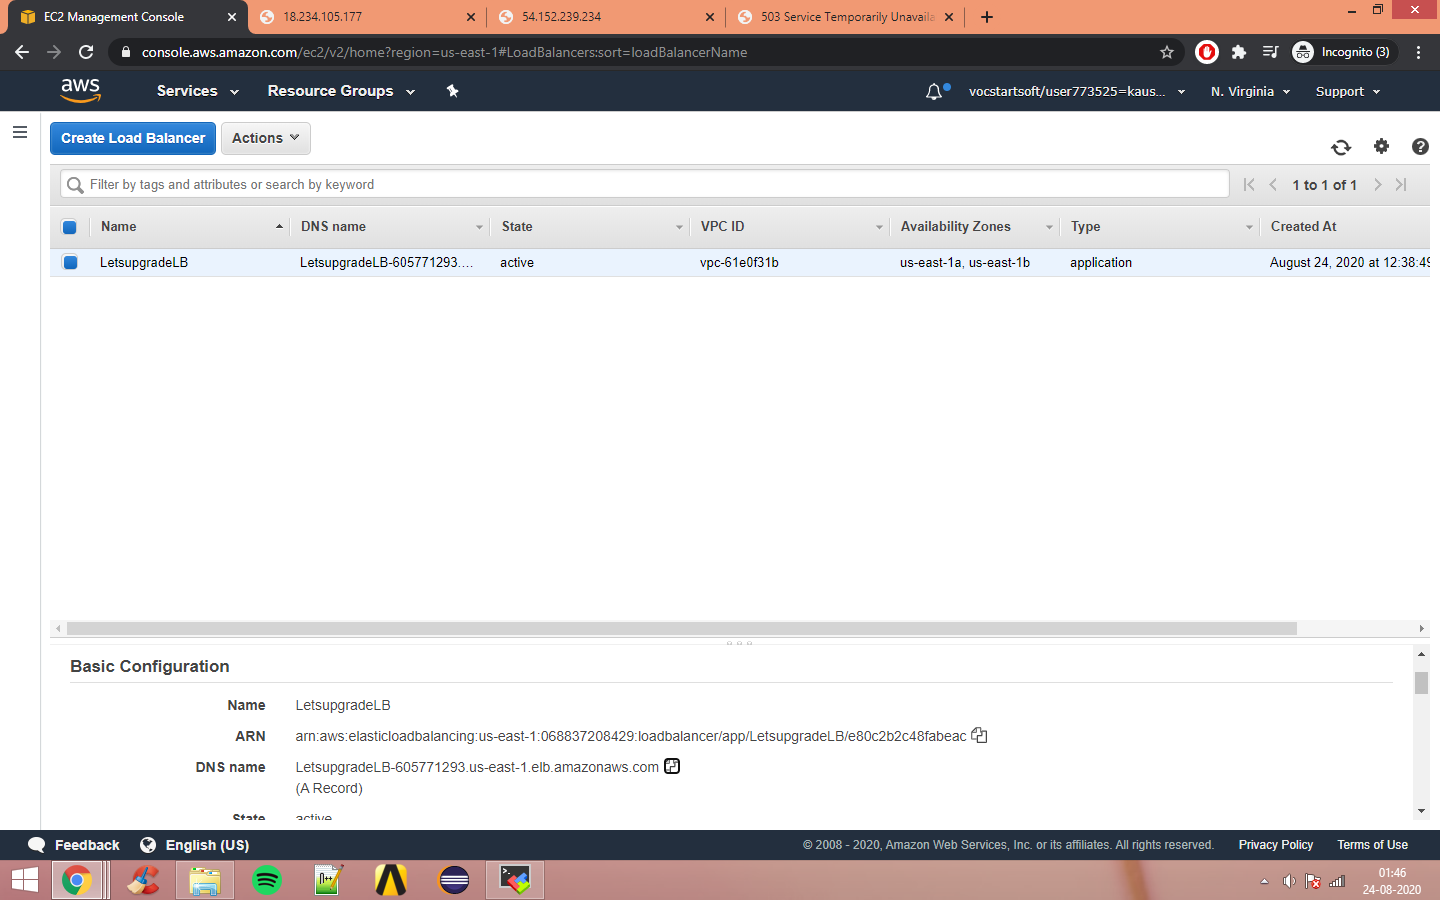 EC2 Management Console
18.234.105.177
54.152.239.234
503 Service Temporarily Unavaila
console.aws.amazon.com/ec2/v2/home?region=us-east-1#LoadBalancers:sort=loadBalancerName
Incognito (3)
aws
Services
Resource Groups
vocstartsoft/user773525=kaus...
N. Virginia
Support
Create Load Balancer
Actions
Filter by tags and attributes or search by keyword
1 to 1 of 1
Name DNS name State VPC ID Availability Zones Type Created At
LetsupgradeLB LetsupgradeLB-605771293.... active vpc-61e0f31b us-east-1a, us-east-1b application August 24, 2020 at 12:38:49
Basic Configuration
Name LetsupgradeLB
ARN arn:aws:elasticloadbalancing:us-east-1:068837208429:loadbalancer/app/LetsupgradeLB/e80c2b2c48fabeac
DNS name LetsupgradeLB-605771293.us-east-1.elb.amazonaws.com
(A Record)
State active
Feedback
English (US)
© 2008 - 2020, Amazon Web Services, Inc. or its affiliates. All rights reserved.
Privacy Policy
Terms of Use
01:46
24-08-2020